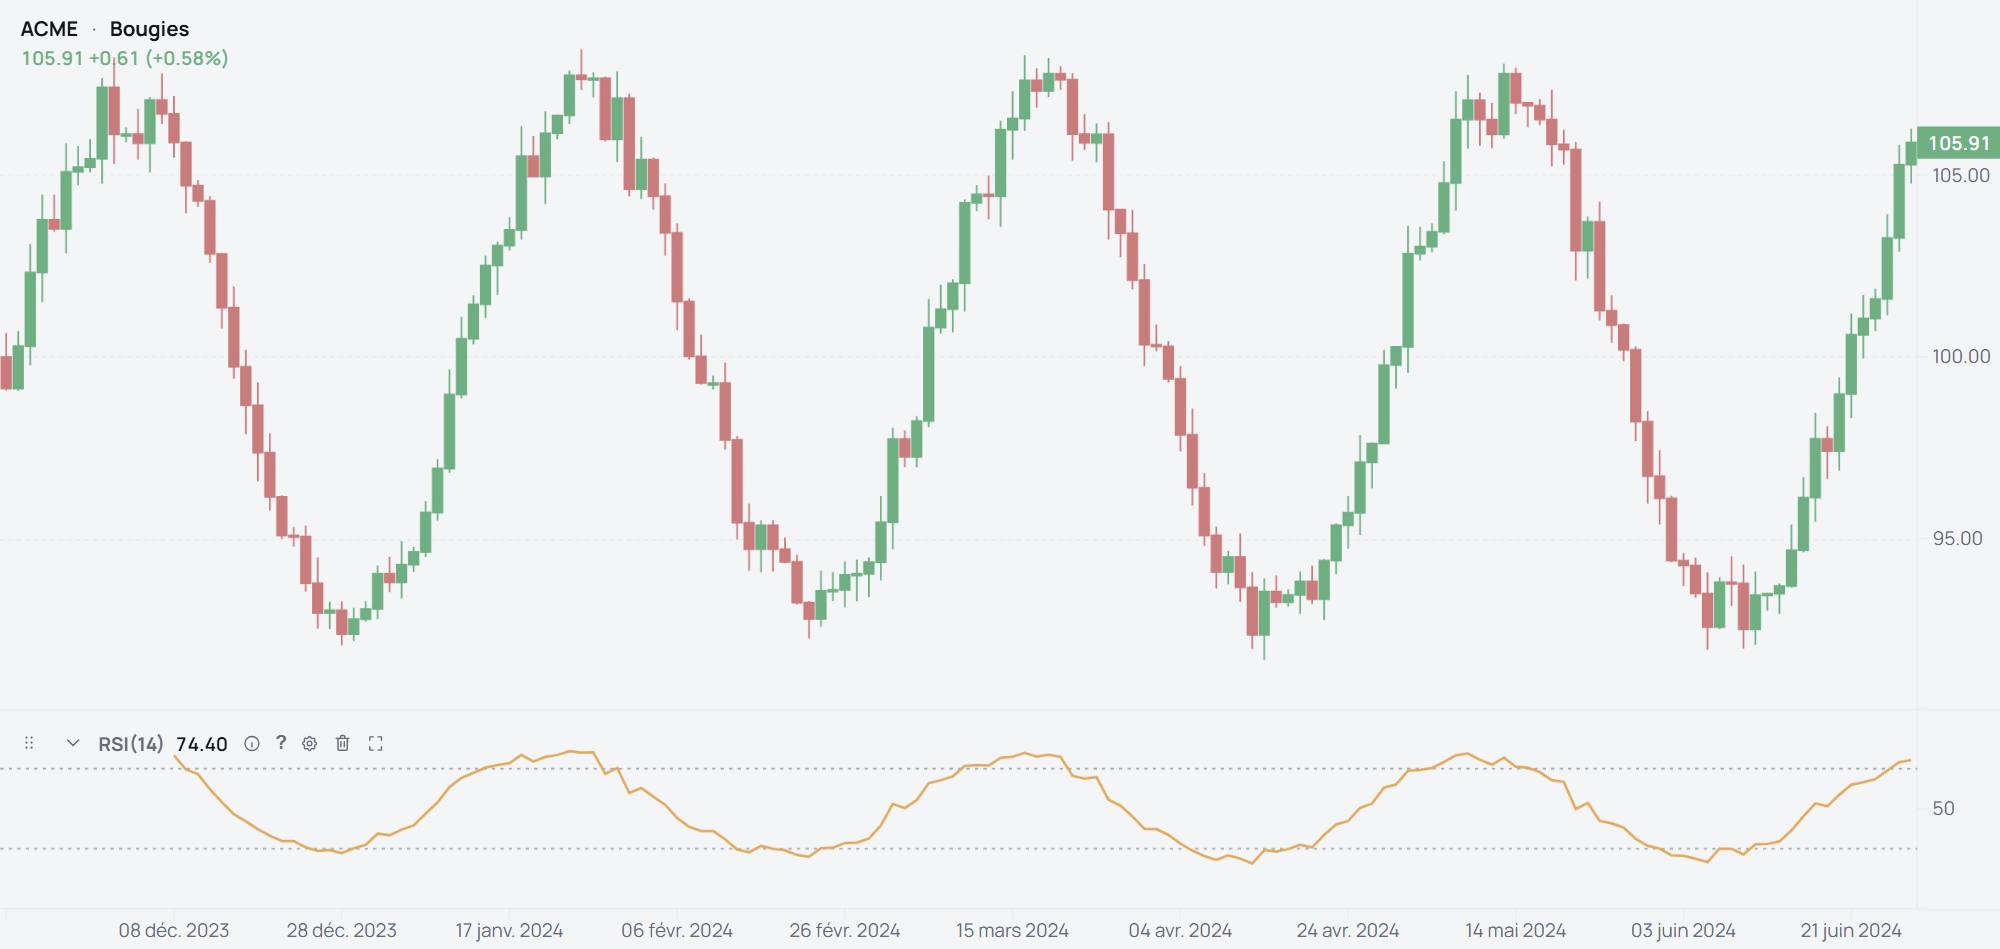 ACME · Bougies
105.91 +0.61 (+0.58%)
105.91
105.00
100.00
95.00
RSI(14) 74.40
50
08 déc. 2023 28 déc. 2023 17 janv. 2024 06 févr. 2024 26 févr. 2024 15 mars 2024 04 avr. 2024 24 avr. 2024 14 mai 2024 03 juin 2024 21 juin 2024